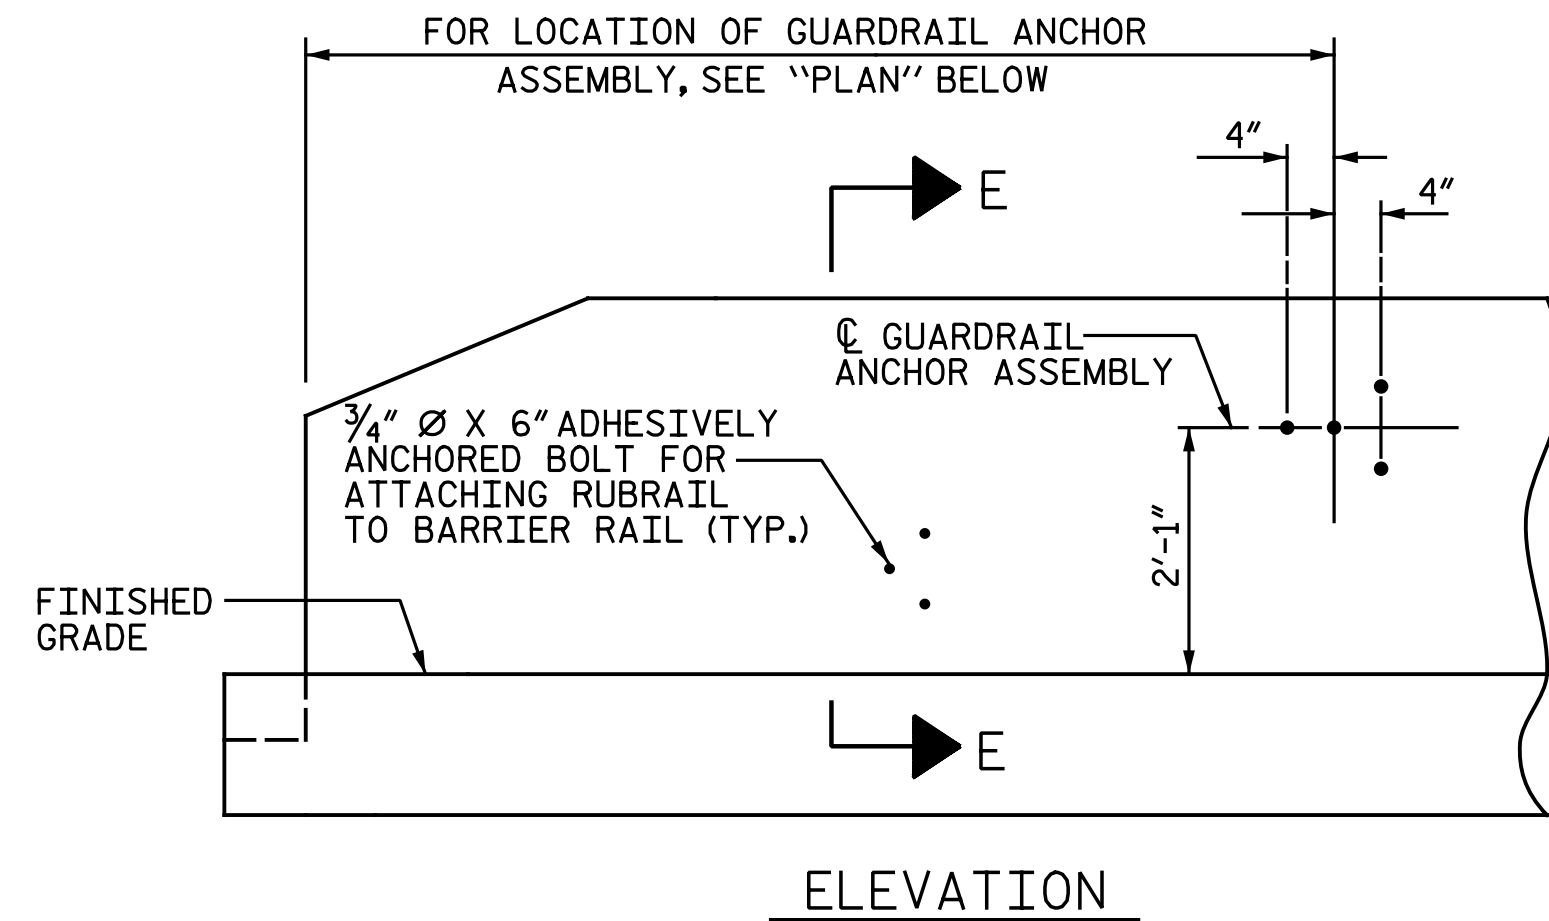 FOR LOCATION OF GUARDRAIL ANCHOR
ASSEMBLY, SEE "PLAN" BELOW
4"
4"
E
℄ GUARDRAIL
ANCHOR ASSEMBLY
3/4" Ø X 6" ADHESIVELY
ANCHORED BOLT FOR
ATTACHING RUBRAIL
TO BARRIER RAIL (TYP.)
2'-1"
FINISHED
GRADE
E
ELEVATION